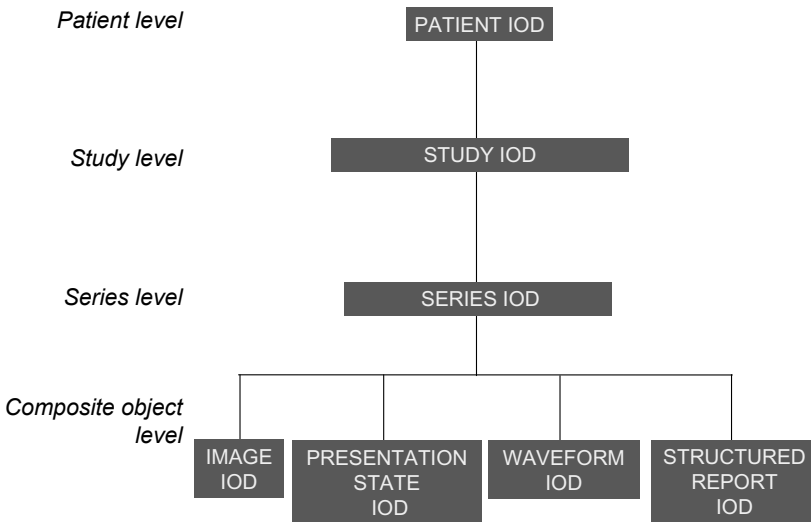 Patient level
PATIENT IOD
Study level
STUDY IOD
Series level
SERIES IOD
Composite object
level
IMAGE
IOD
PRESENTATION
STATE
IOD
WAVEFORM
IOD
STRUCTURED
REPORT
IOD